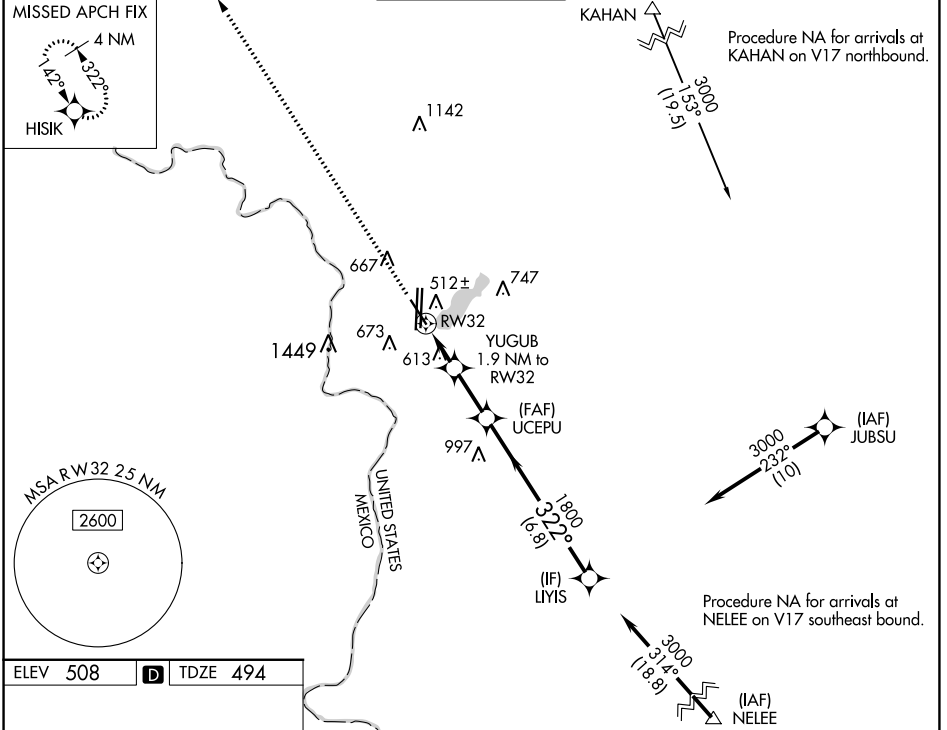 MISSED APCH FIX
4 NM
142°
322°
HISIK
KAHAN
Procedure NA for arrivals at
KAHAN on V17 northbound.
3000
153°
(19.5)
1142
667
512±
747
RW32
1449
673
613
YUGUB
1.9 NM to
RW32
(FAF)
UCEPU
997
(IAF)
JUBSU
3000
232°
(10)
MSA RW32 25 NM
2600
UNITED STATES
MEXICO
1800
322°
(6.8)
(IF)
LIYIS
Procedure NA for arrivals at
NELEE on V17 southeast bound.
3000
314°
(18.8)
(IAF)
NELEE
ELEV 508 D TDZE 494